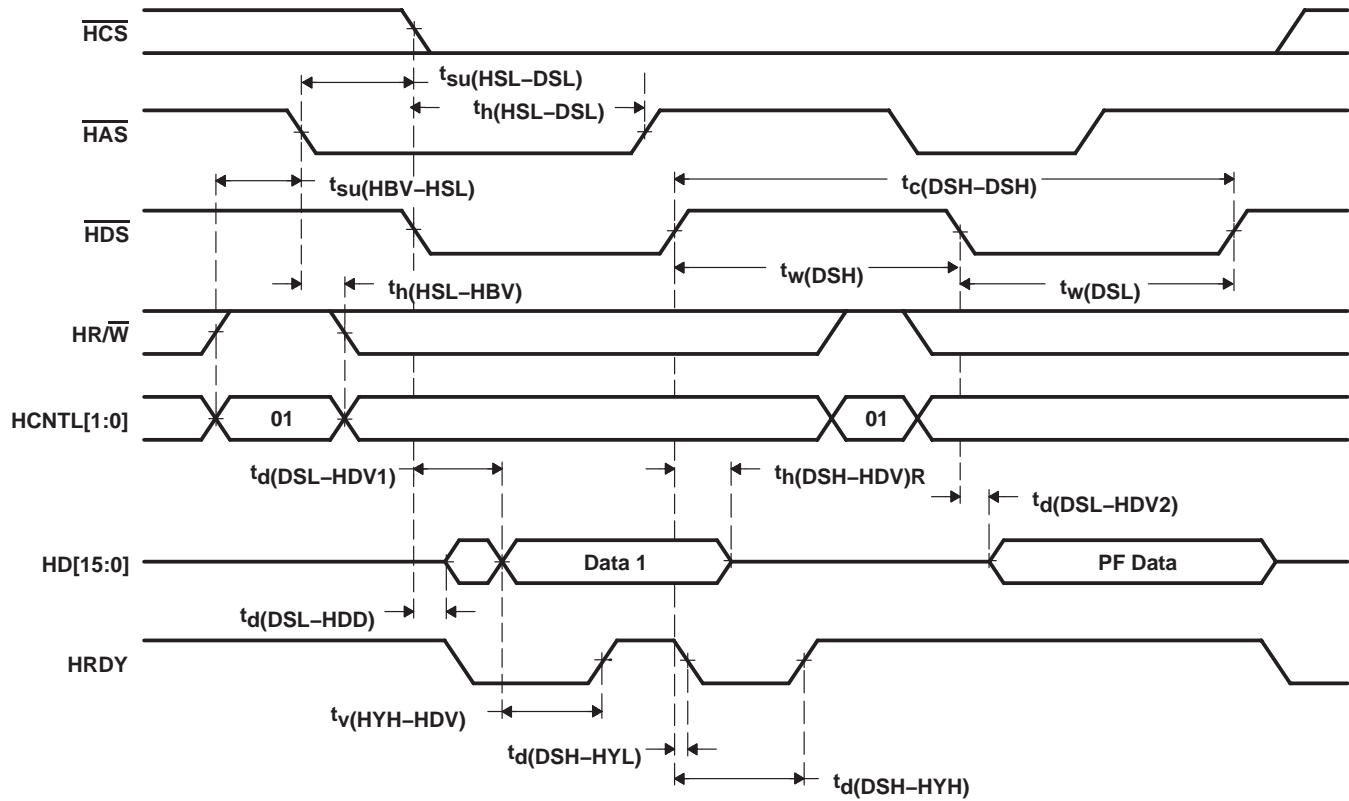 HCS
tsu(HSL–DSL)
th(HSL–DSL)
HAS
tsu(HBV–HSL)
tc(DSH–DSH)
HDS
tw(DSH)
tw(DSL)
th(HSL–HBV)
HR/W
HCNTL[1:0]
01
01
td(DSL–HDV1)
th(DSH–HDV)R
td(DSL–HDV2)
HD[15:0]
Data 1
PF Data
td(DSL–HDD)
HRDY
tv(HYH–HDV)
td(DSH–HYL)
td(DSH–HYH)